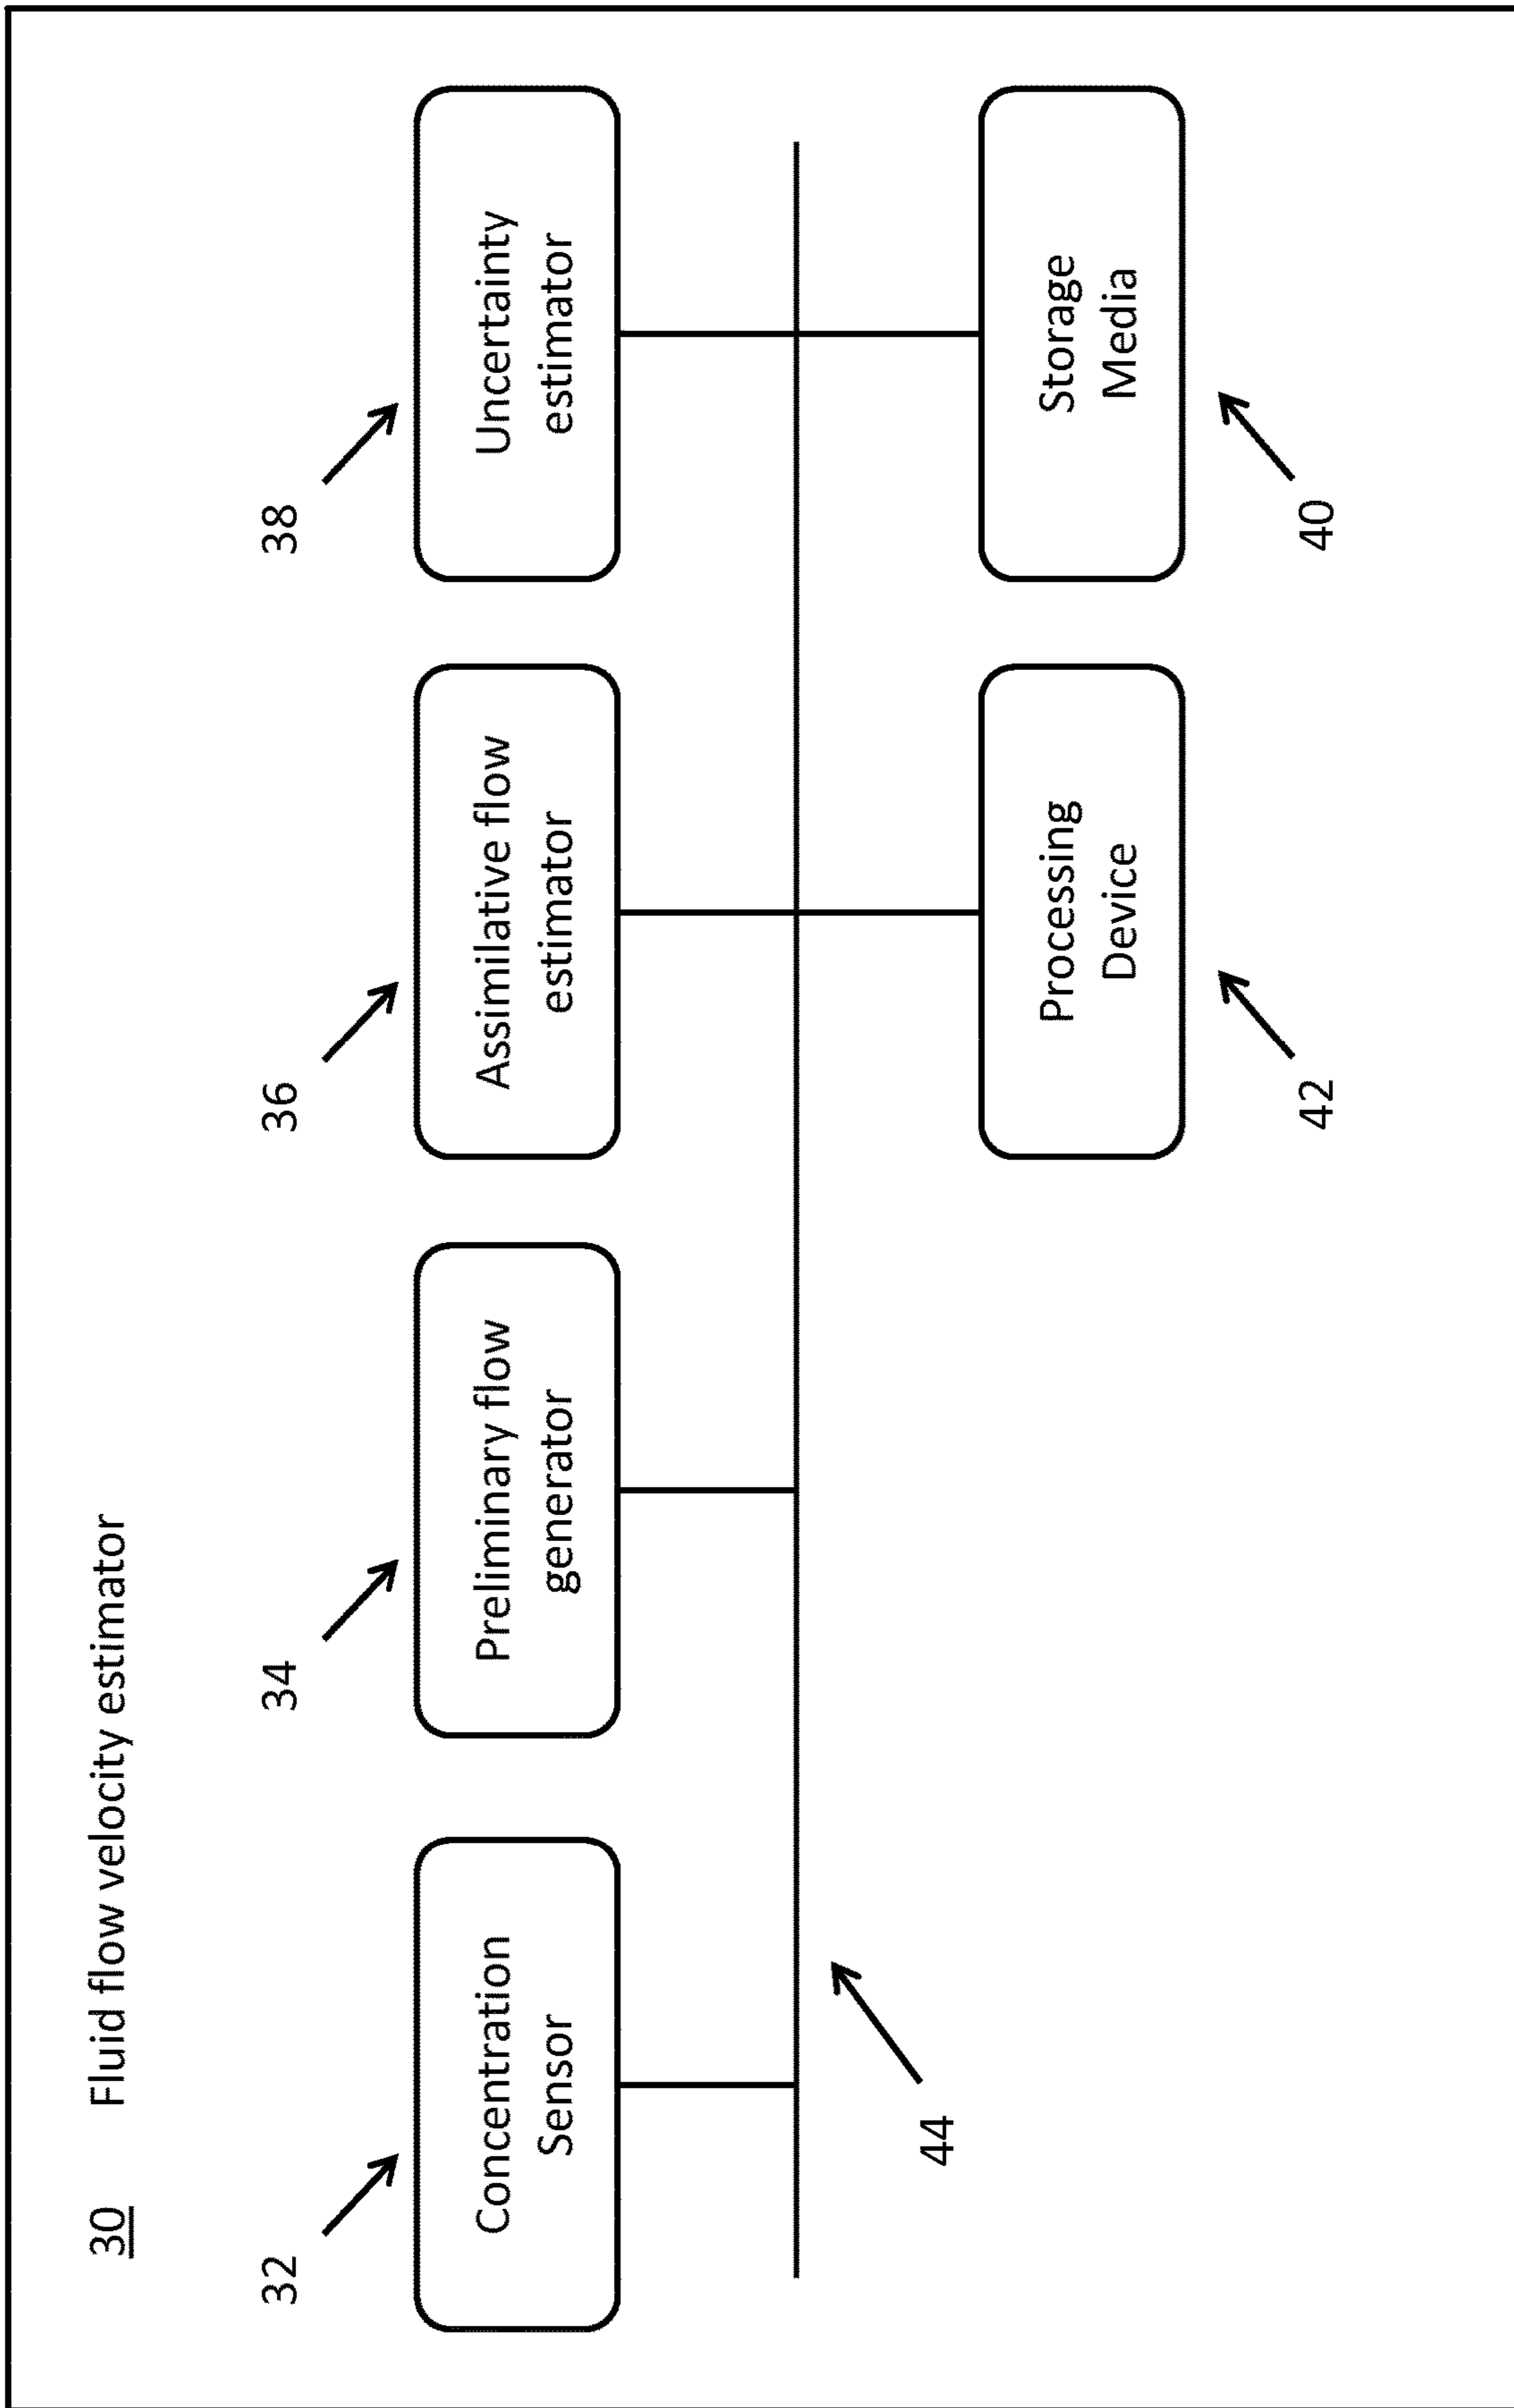 30 Fluid flow velocity estimator
32
34
36
38
Concentration
Sensor
Preliminary flow
generator
Assimilative flow
estimator
Uncertainty
estimator
44
Processing
Device
Storage
Media
42
40